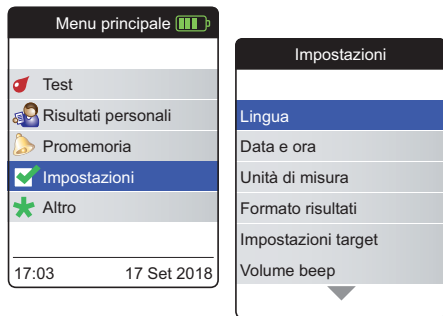 Menu principale
Test
Risultati personali
Promemoria
Impostazioni
Altro
17:03 17 Set 2018
Impostazioni
Lingua
Data e ora
Unità di misura
Formato risultati
Impostazioni target
Volume beep